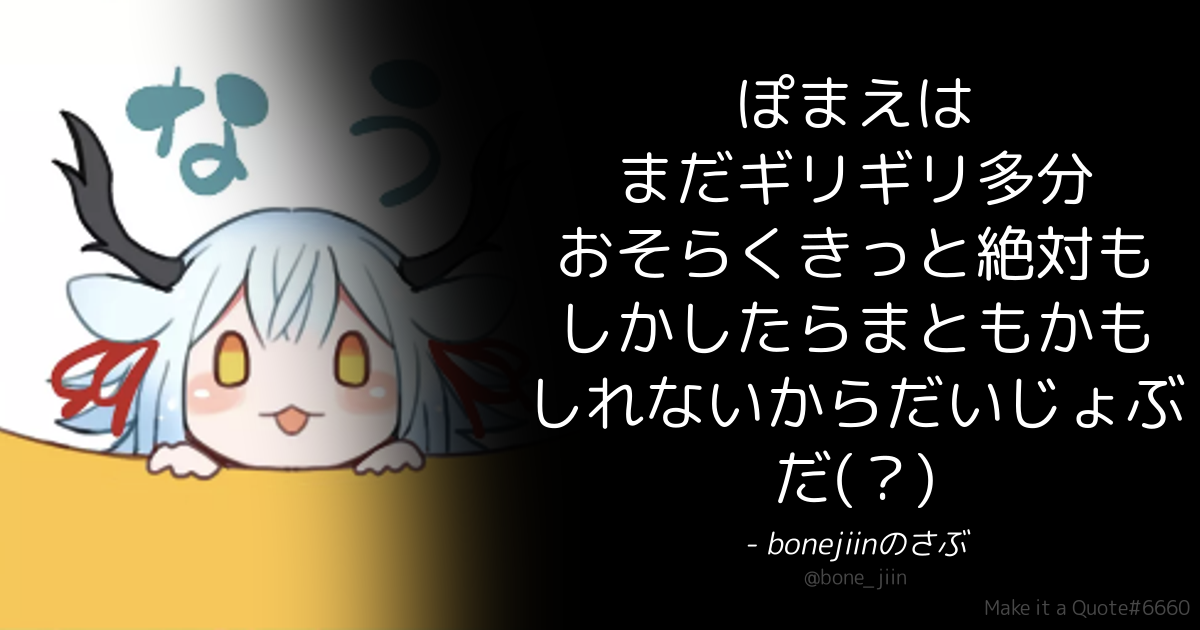 なう
ぽまえは
まだギリギリ多分
おそらくきっと絶対も
しかしたらまともかも
しれないからだいじょぶ
だ(？)
- bonejiinのさぶ
@bone_jiin
Make it a Quote#6660